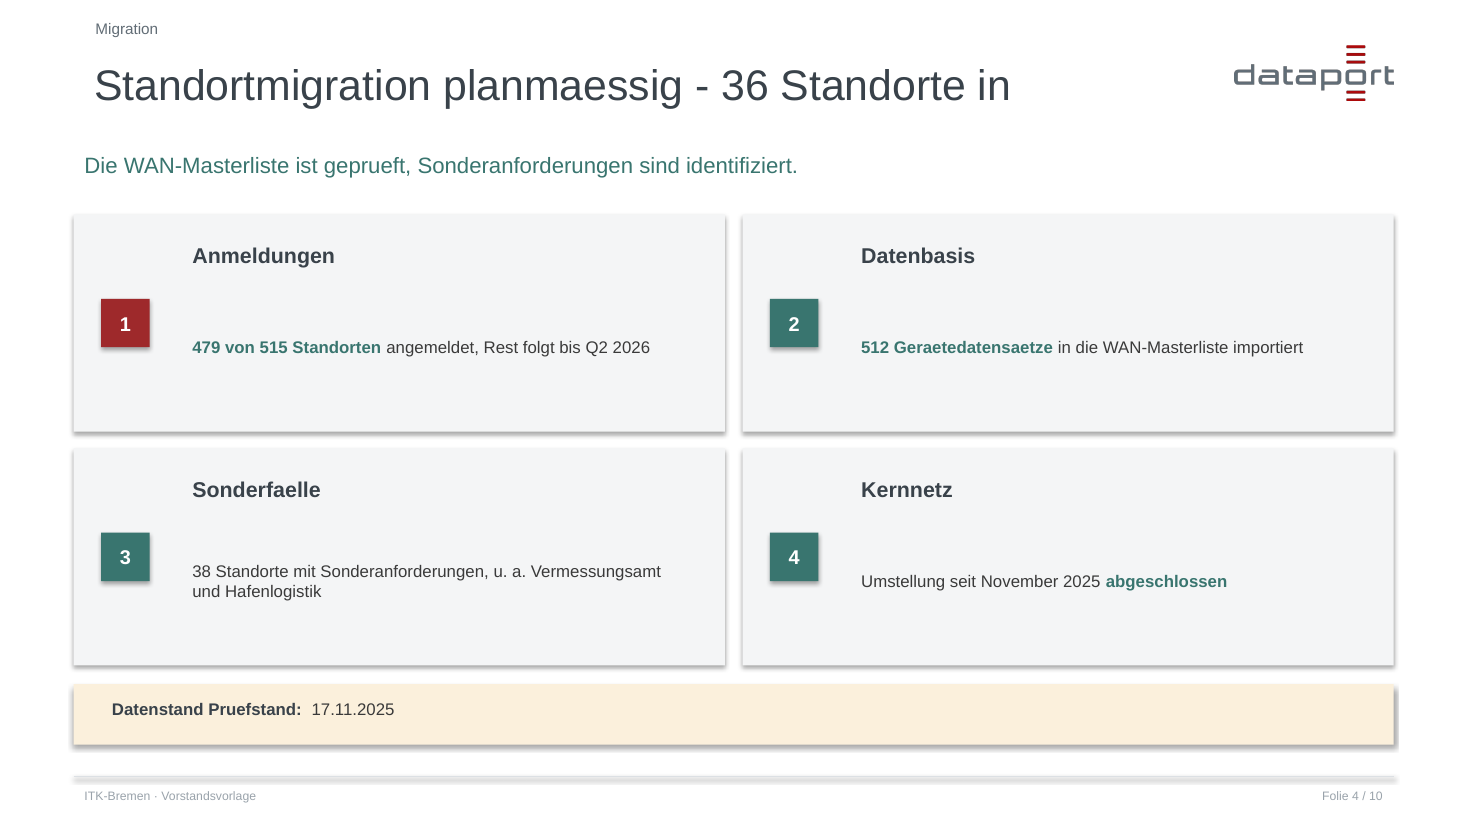 Migration
Standortmigration planmaessig - 36 Standorte in
dataport
Die WAN-Masterliste ist geprueft, Sonderanforderungen sind identifiziert.
Anmeldungen
1
479 von 515 Standorten angemeldet, Rest folgt bis Q2 2026
Datenbasis
2
512 Geraetedatensaetze in die WAN-Masterliste importiert
Sonderfaelle
3
38 Standorte mit Sonderanforderungen, u. a. Vermessungsamt
und Hafenlogistik
Kernnetz
4
Umstellung seit November 2025 abgeschlossen
Datenstand Pruefstand: 17.11.2025
ITK-Bremen · Vorstandsvorlage
Folie 4 / 10